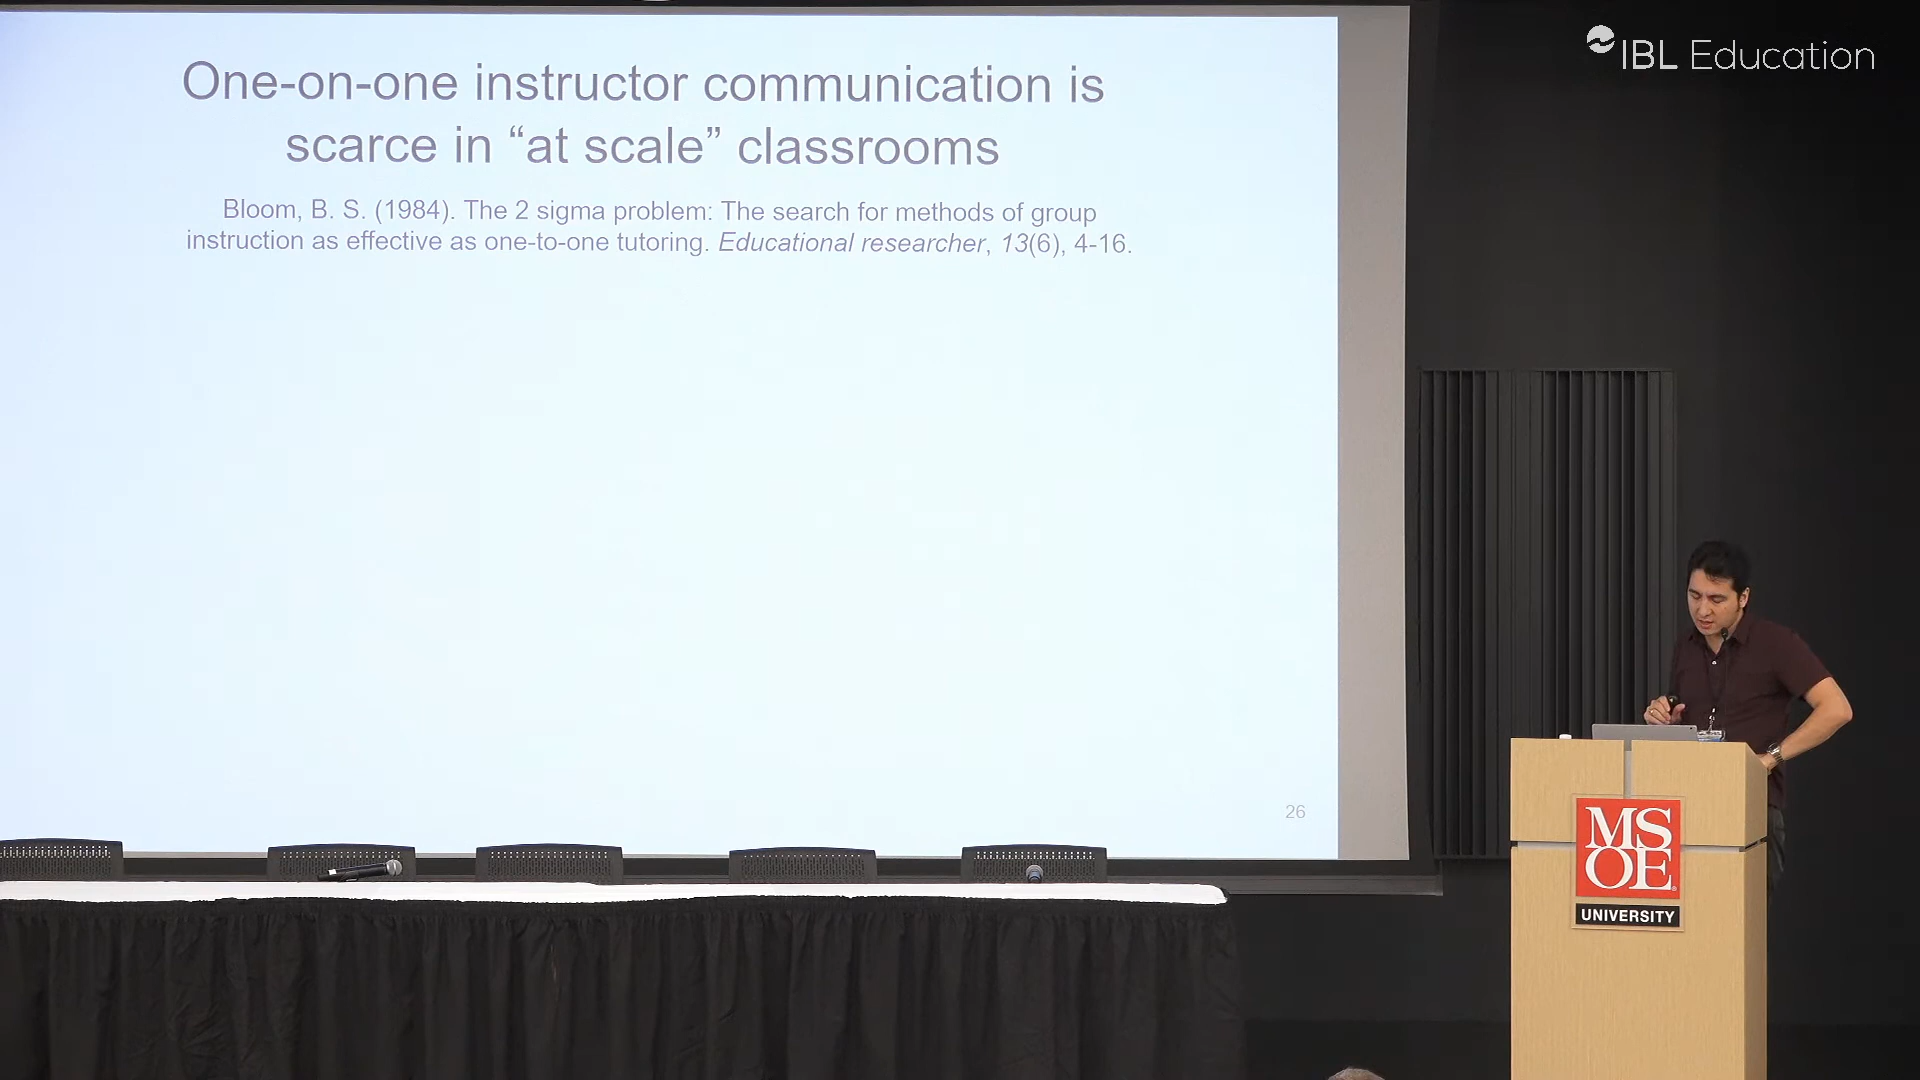 IBL Education
One-on-one instructor communication is
scarce in “at scale” classrooms
Bloom, B. S. (1984). The 2 sigma problem: The search for methods of group
instruction as effective as one-to-one tutoring. Educational researcher, 13(6), 4-16.
26
MS
OE
UNIVERSITY